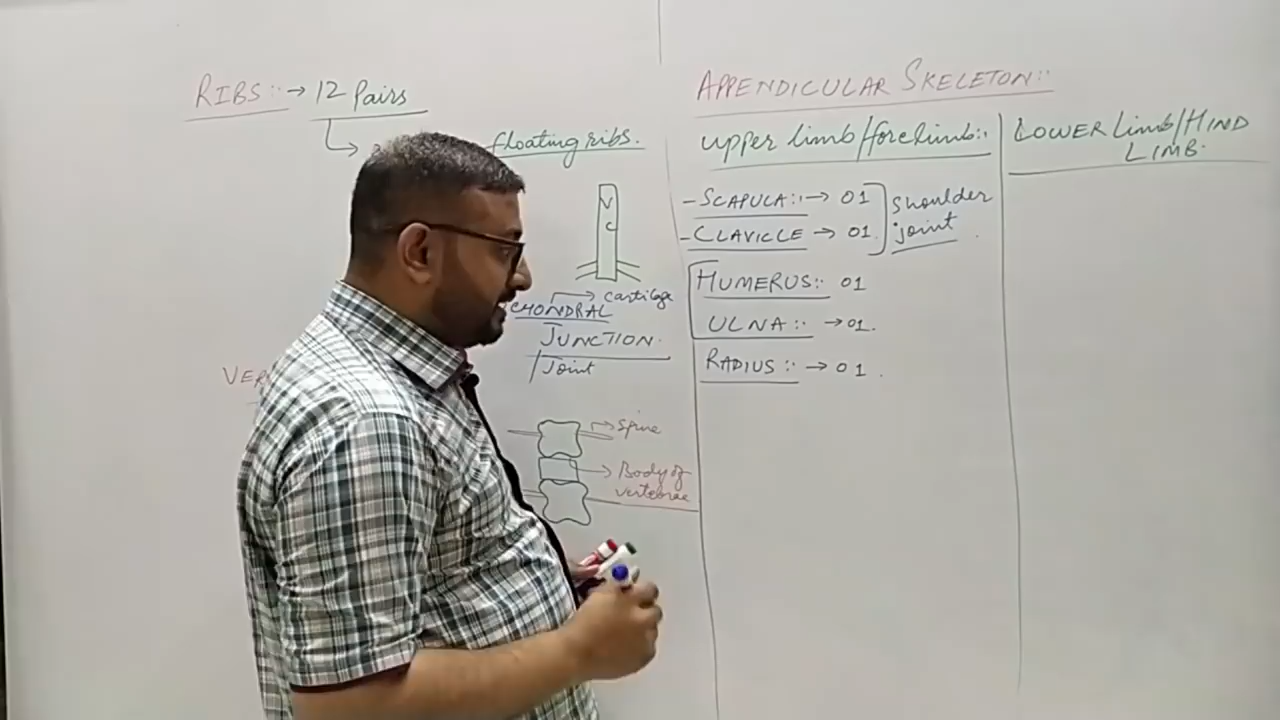 RIBS :→ 12 Pairs
floating ribs.
V
C
cartilage
CHONDRAL
JUNCTION.
/Joint
VER
Spine
Body of
vertebrae
APPENDICULAR SKELETON::
upper limb/forelimb::
- SCAPULA::→ 01
- CLAVICLE → 01.
shoulder
joint
HUMERUS:: 01
ULNA :. →01.
RADIUS :. → 01.
LOWER Limb/HIND
LIMB.